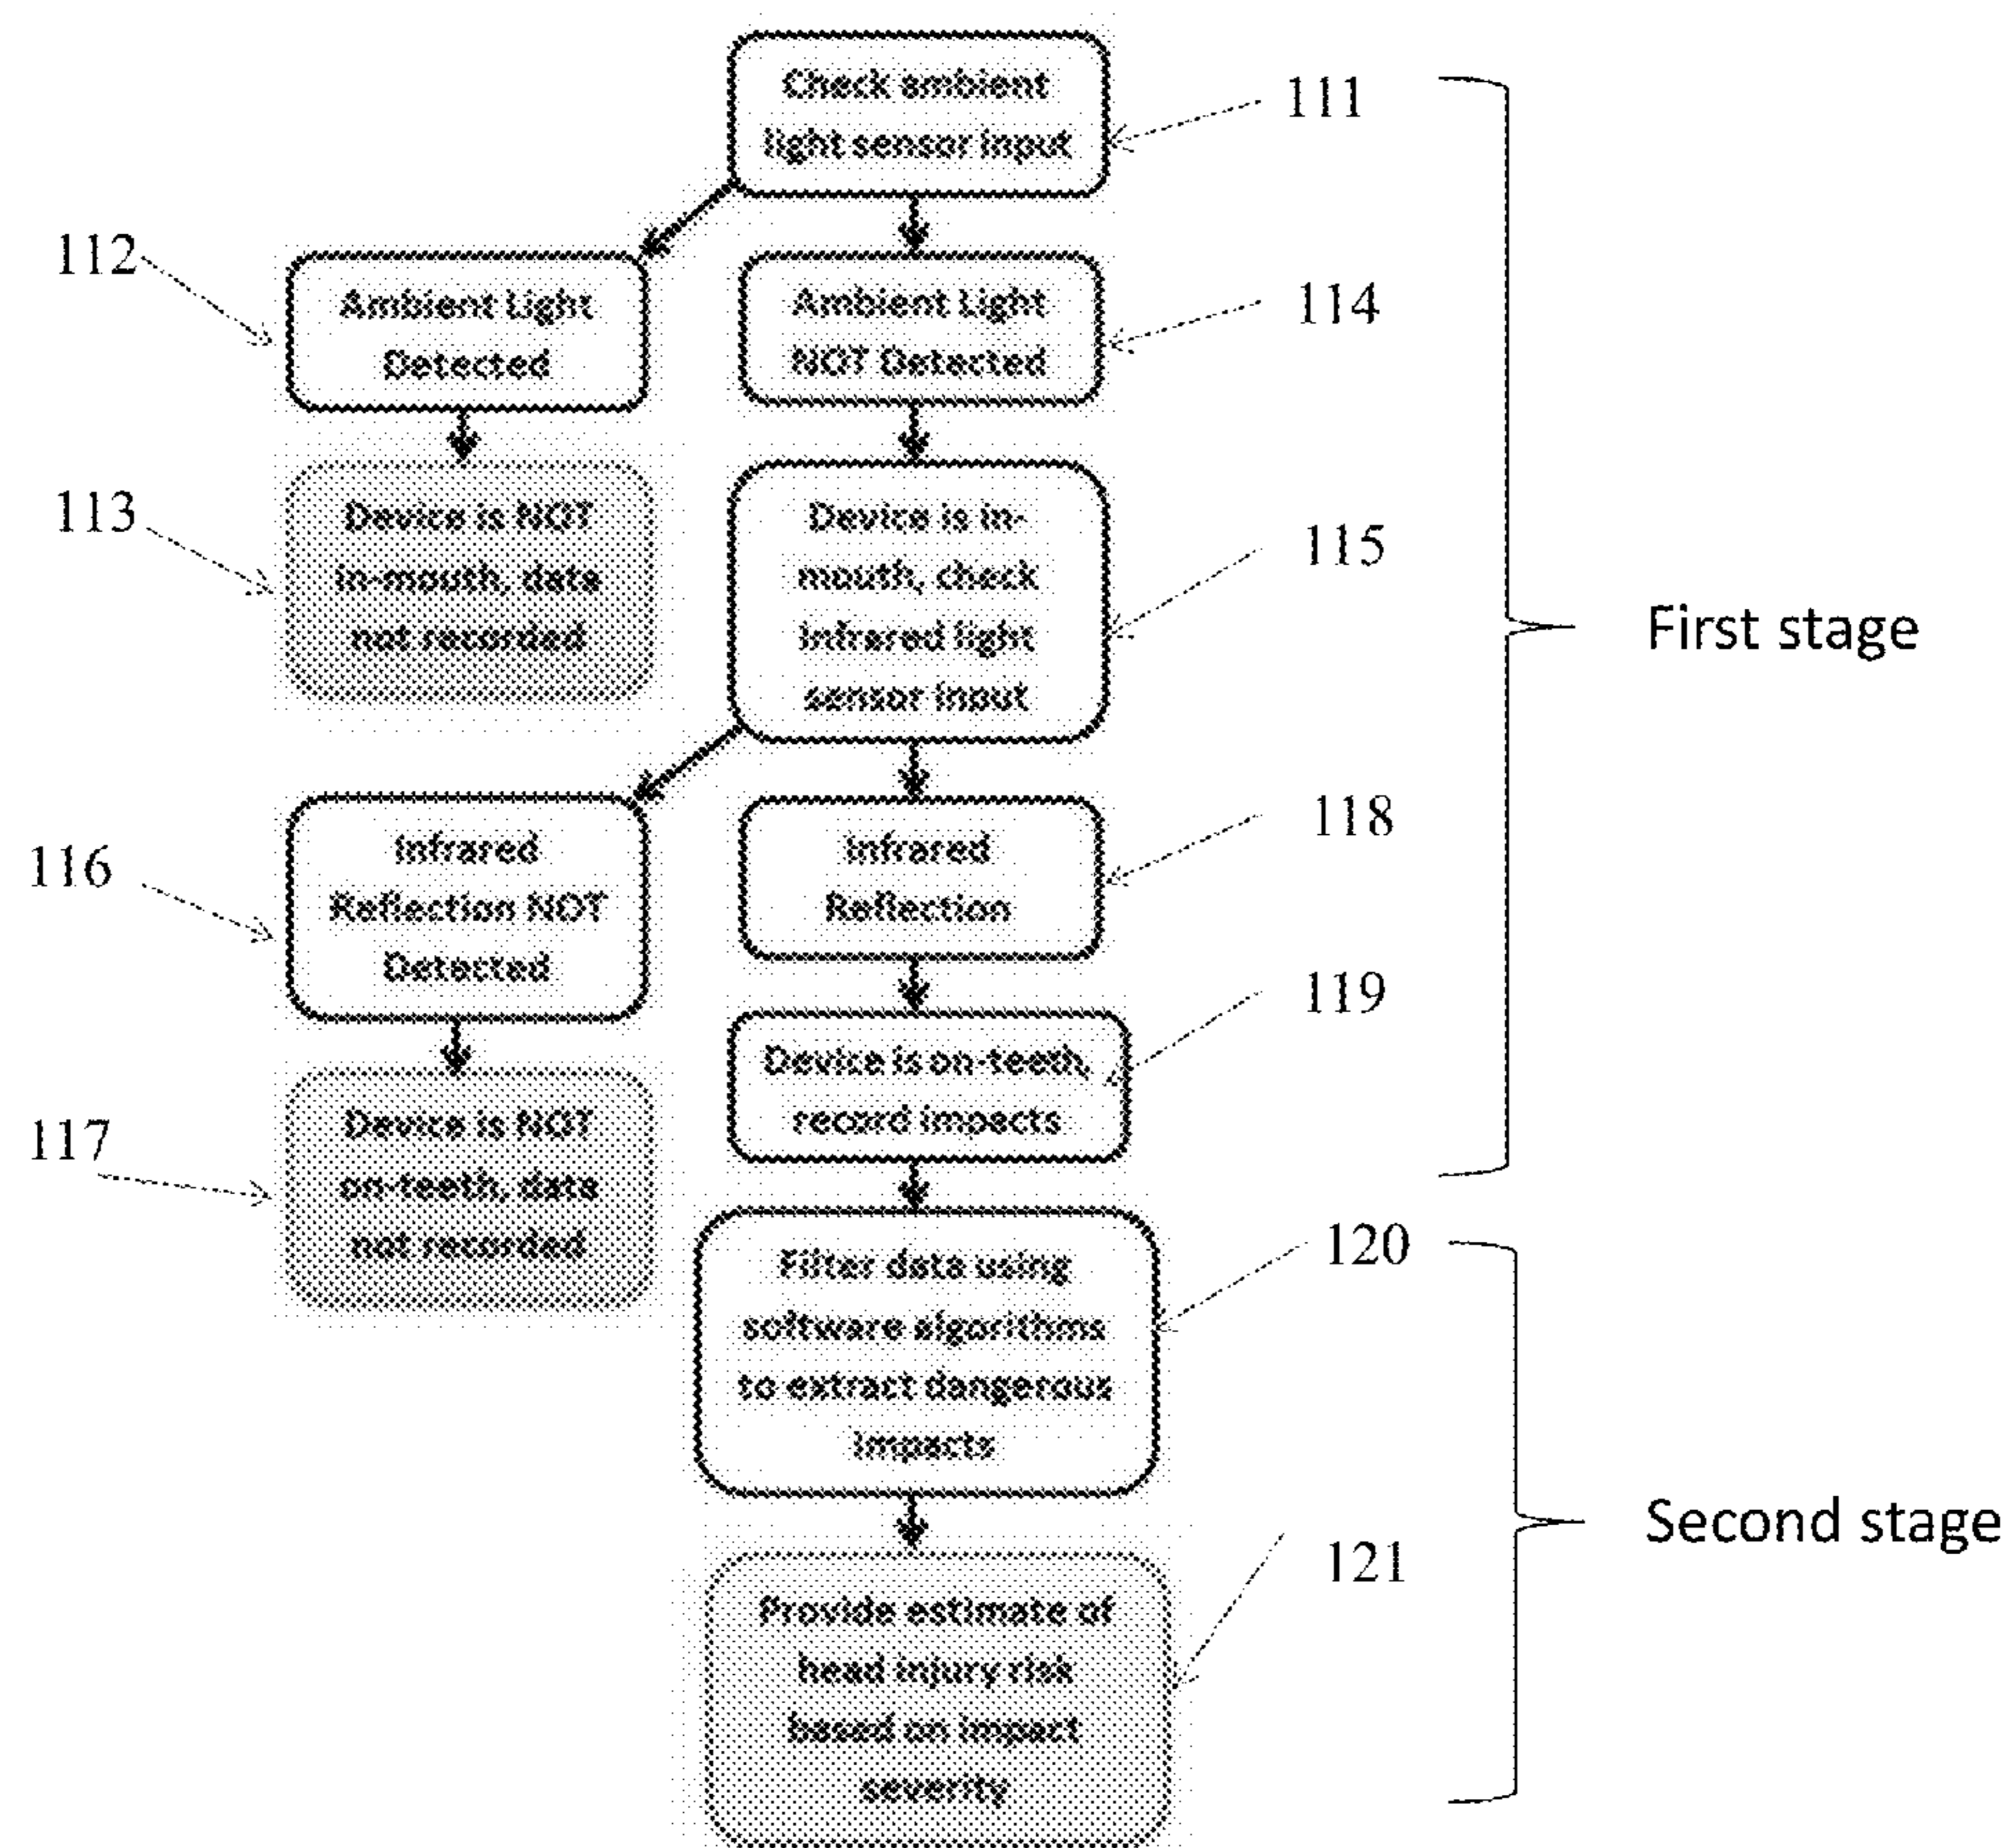 Check ambient
light sensor input
111
112
Ambient Light
Detected
Ambient Light
NOT Detected
114
113
Device is NOT
in-mouth, data
not recorded
Device is in-
mouth, check
infrared light
sensor input
115
First stage
116
Infrared
Reflection NOT
Detected
Infrared
Reflection
118
117
Device is NOT
on-teeth, data
not recorded
Device is on-teeth,
record impacts
119
Filter data using
software algorithms
to extract dangerous
impacts
120
Second stage
Provide estimate of
head injury risk
based on impact
severity
121